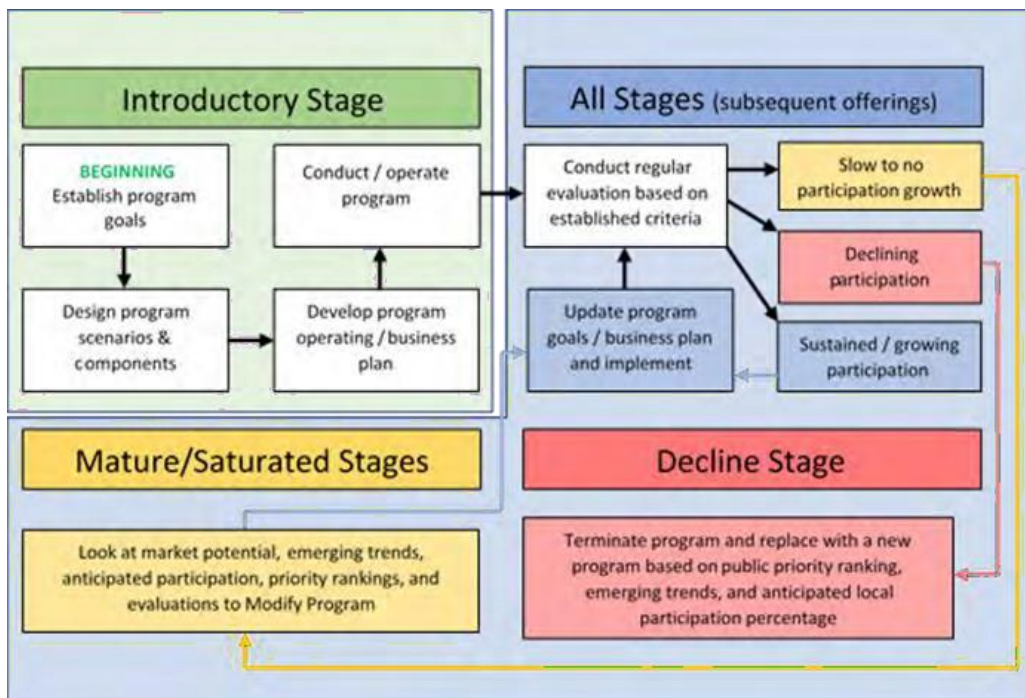 Introductory Stage
BEGINNING
Establish program
goals
Conduct / operate
program
Design program
scenarios &
components
Develop program
operating / business
plan
All Stages (subsequent offerings)
Conduct regular
evaluation based on
established criteria
Slow to no
participation growth
Declining
participation
Update program
goals / business plan
and implement
Sustained / growing
participation
Mature/Saturated Stages
Look at market potential, emerging trends,
anticipated participation, priority rankings, and
evaluations to Modify Program
Decline Stage
Terminate program and replace with a new
program based on public priority ranking,
emerging trends, and anticipated local
participation percentage